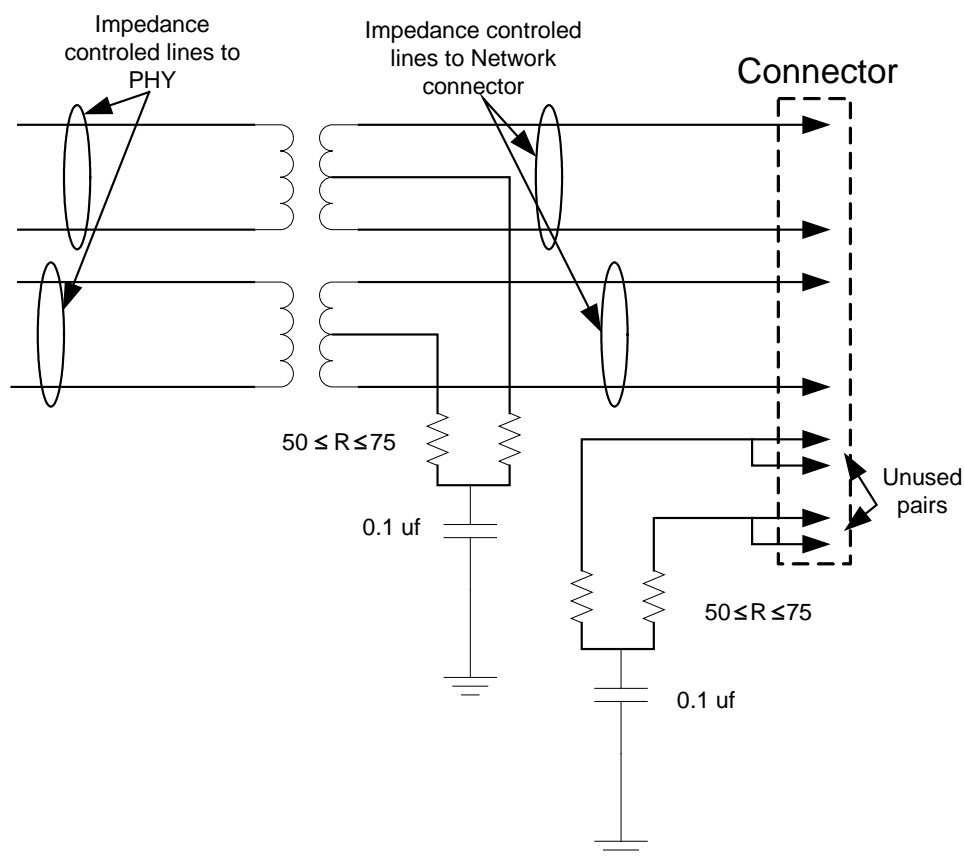 Impedance
controled lines to
PHY
Impedance controled
lines to Network
connector
Connector
50 ≤ R ≤75
0.1 uf
Unused
pairs
50≤R ≤75
0.1 uf